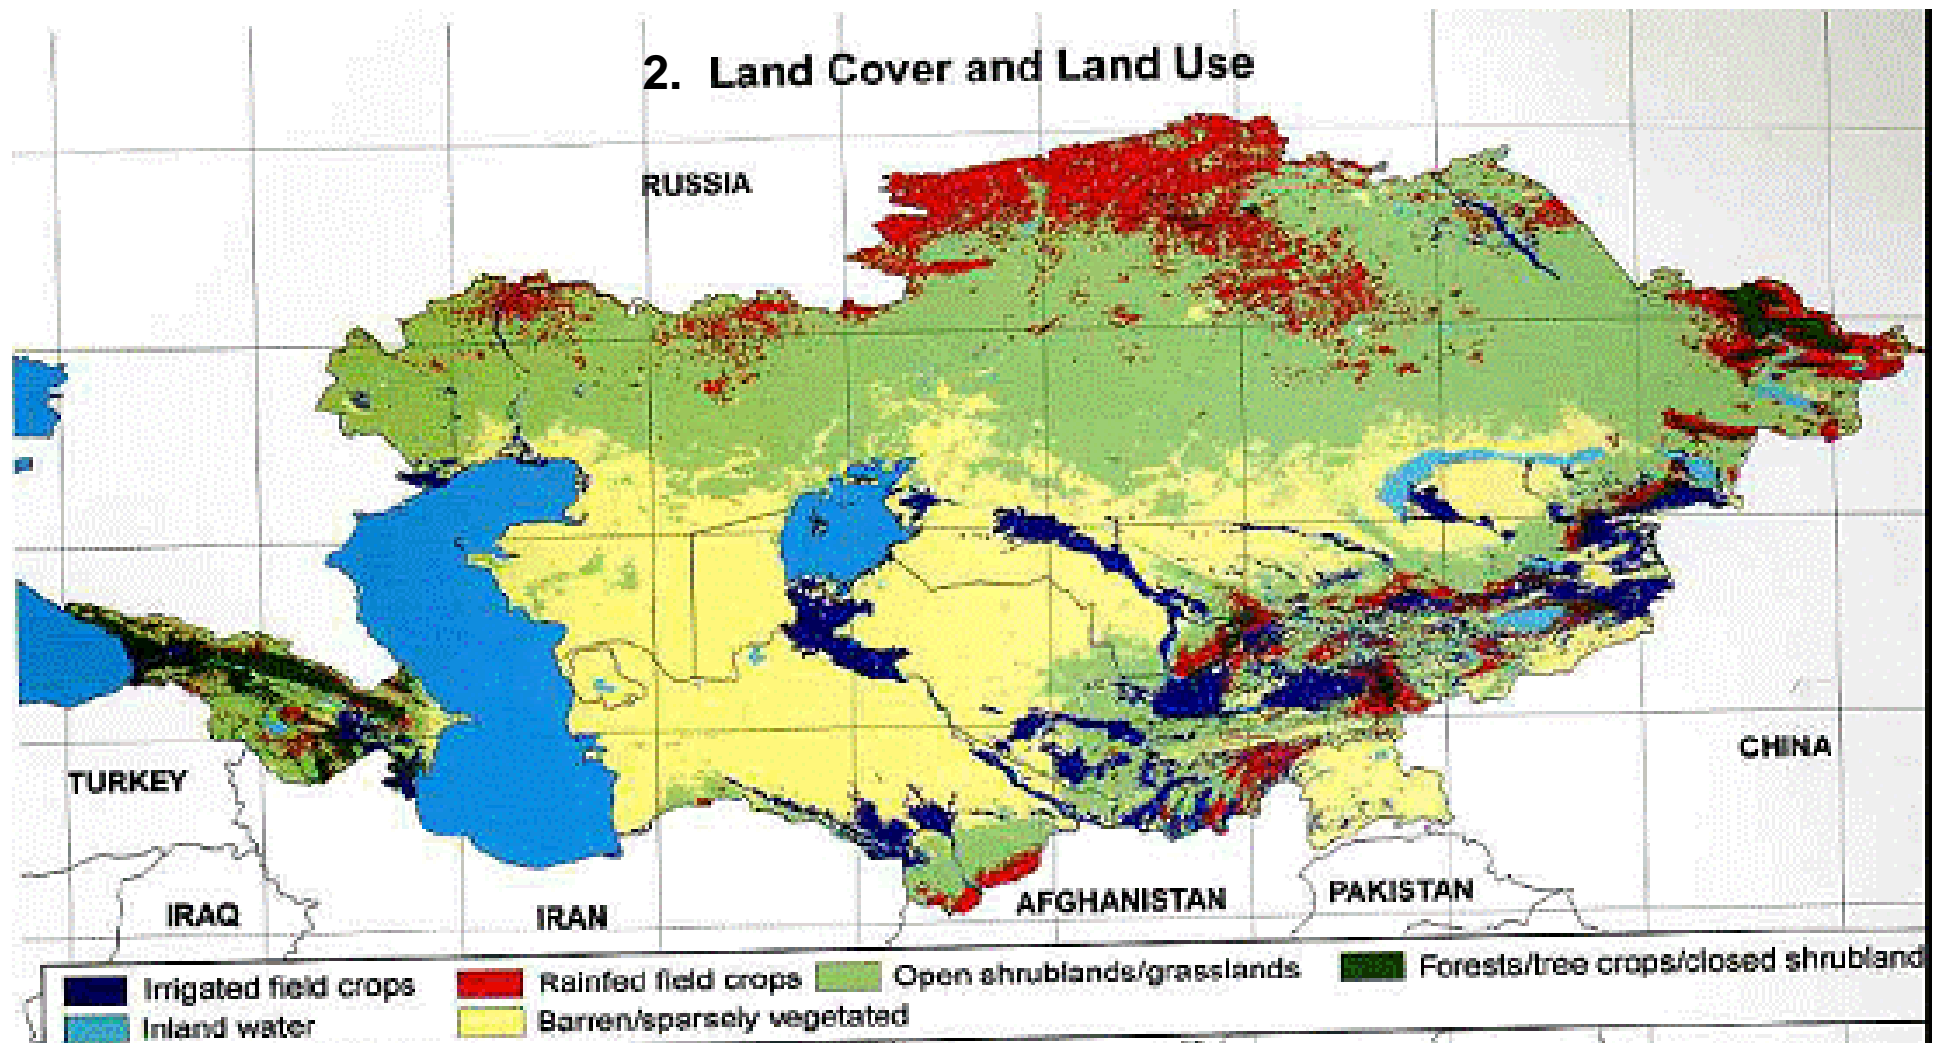 2. Land Cover and Land Use
RUSSIA
CHINA
TURKEY
PAKISTAN
AFGHANISTAN
IRAQ
IRAN
Irrigated field crops
Rainfed field crops
Open shrublands/grasslands
Forests/tree crops/closed shrubland
Inland water
Barren/sparsely vegetated